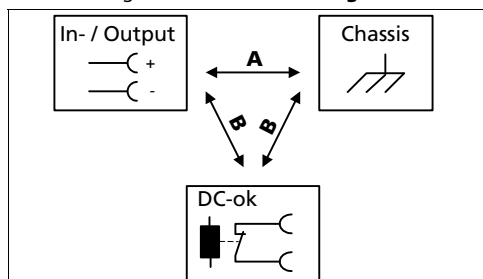 In- / Output
+
-
Chassis
A
B
B
DC-ok